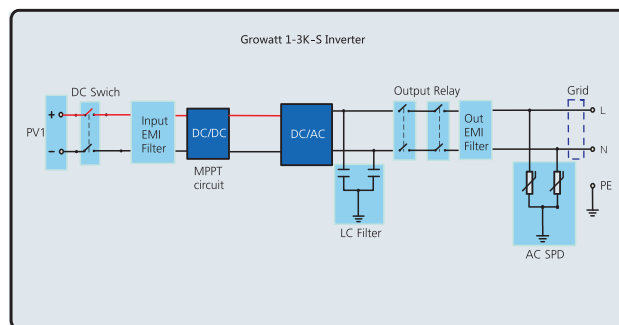 Growatt 1-3K-S Inverter
DC Swich
Output Relay
Grid
+
PV1
-
Input
EMI
Filter
DC/DC
MPPT
circuit
DC/AC
LC Filter
Out
EMI
Filter
L
N
PE
AC SPD